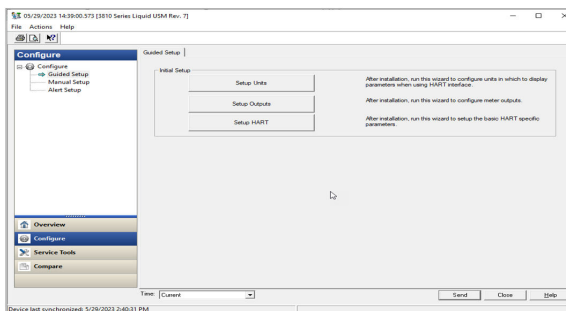 05/29/2023 14:39:00.573 [3810 Series Liquid USM Rev. 7]
File Actions Help
Configure
Configure
Guided Setup
Manual Setup
Alert Setup
Overview
Configure
Service Tools
Compare
Guided Setup
Initial Setup
Setup Units
After installation, run this wizard to configure units in which to display
parameters when using HART interface.
Setup Outputs
After installation, run this wizard to configure meter outputs.
Setup HART
After installation, run this wizard to setup the basic HART specific
parameters.
Time: Current
Send Close Help
Device last synchronized: 5/29/2023 2:40:31 PM